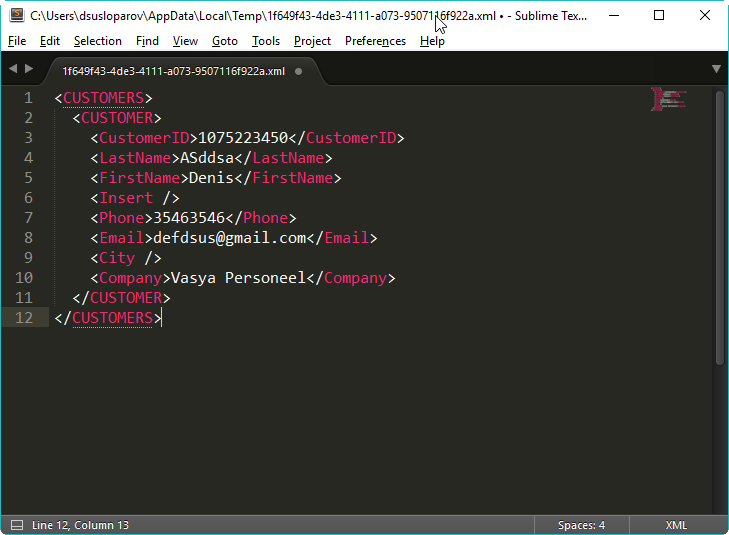 C:\Users\dsusloparov\AppData\Local\Temp\1f649f43-4de3-4111-a073-9507116f922a.xml • - Sublime Tex...
File Edit Selection Find View Goto Tools Project Preferences Help
1f649f43-4de3-4111-a073-9507116f922a.xml
1 <CUSTOMERS>
2 <CUSTOMER>
3 <CustomerID>1075223450</CustomerID>
4 <LastName>ASddsa</LastName>
5 <FirstName>Denis</FirstName>
6 <Insert />
7 <Phone>35463546</Phone>
8 <Email>defdsus@gmail.com</Email>
9 <City />
10 <Company>Vasya Personeel</Company>
11 </CUSTOMER>
12 </CUSTOMERS>
Line 12, Column 13 Spaces: 4 XML